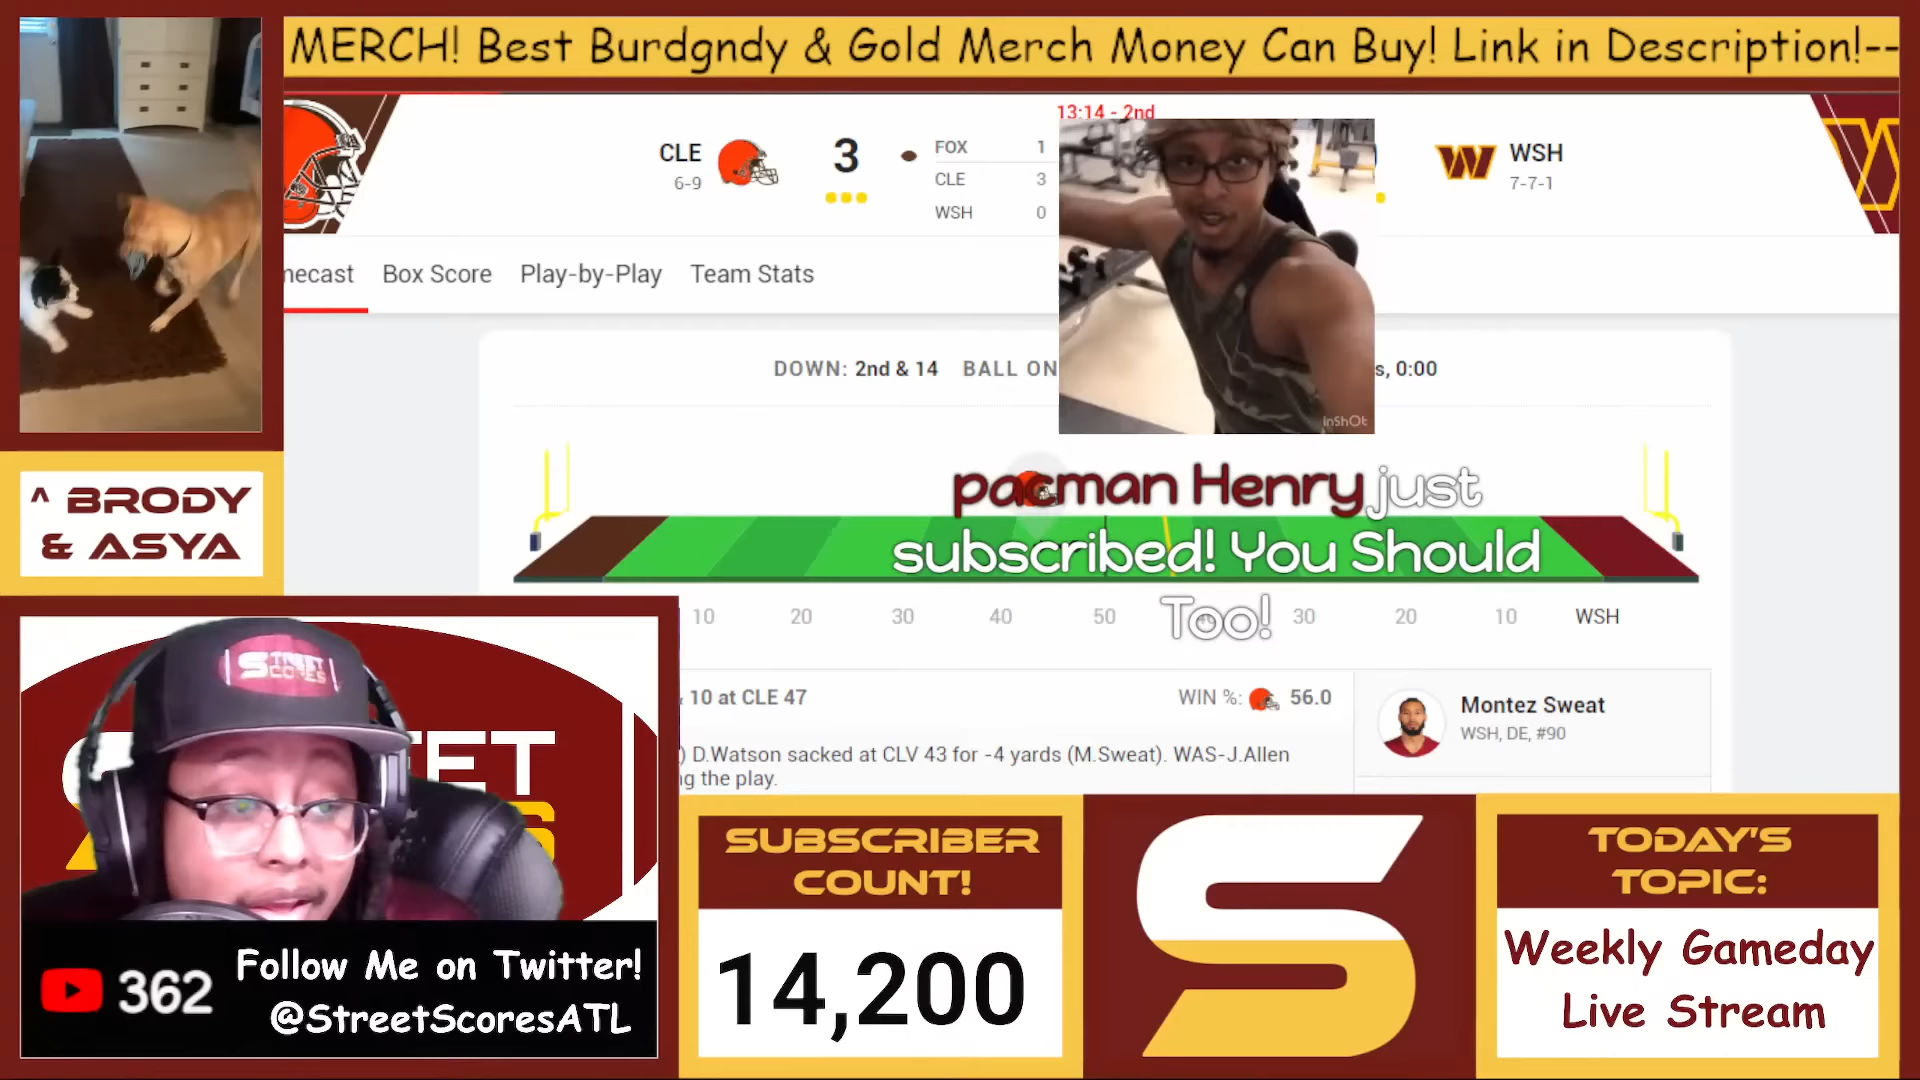 MERCH! Best Burdgndy & Gold Merch Money Can Buy! Link in Description!--
13:14 - 2nd
CLE
6-9
3
FOX 1
CLE 3
WSH 0
WSH
7-7-1
mecast Box Score Play-by-Play Team Stats
DOWN: 2nd & 14 BALL ON
s, 0:00
InShOt
pacman Henry just
subscribed! You Should
Too!
10 20 30 40 50 40 30 20 10 WSH
^ BRODY
& ASYA
10 at CLE 47
WIN %: 56.0
) D.Watson sacked at CLV 43 for -4 yards (M.Sweat). WAS-J.Allen
g the play.
Montez Sweat
WSH, DE, #90
STREET
SCORES
ET
S
362
Follow Me on Twitter!
@StreetScoresATL
SUBSCRIBER
COUNT!
14,200
S
TODAY'S
TOPIC:
Weekly Gameday
Live Stream